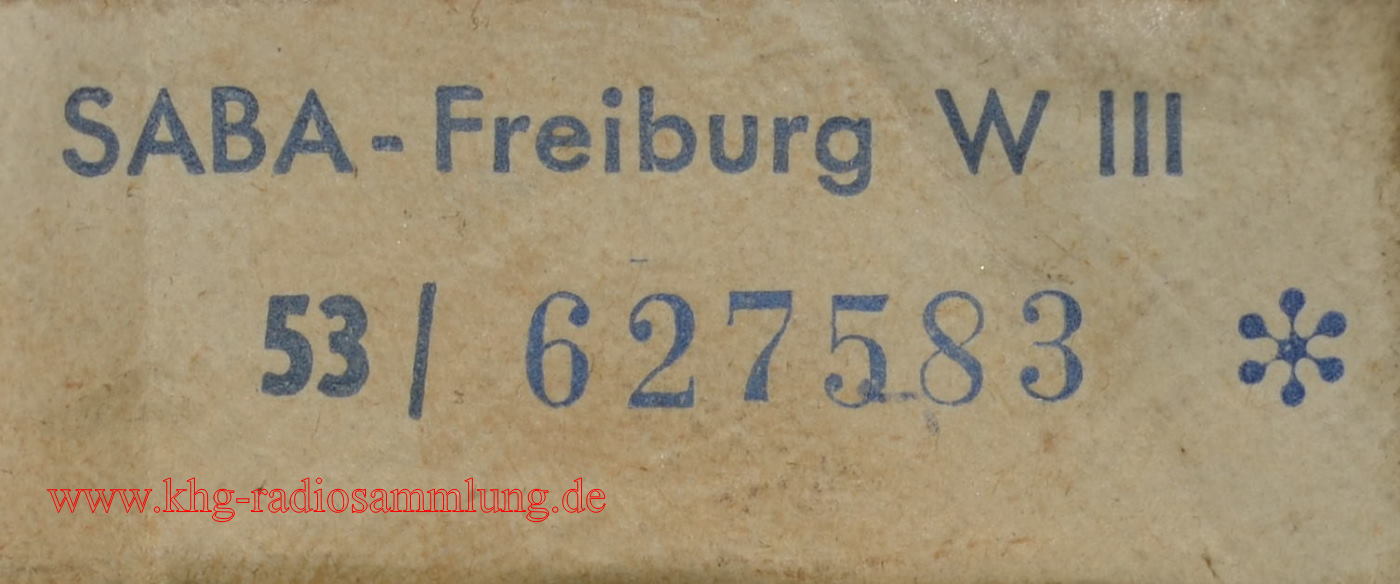 SABA-Freiburg W III
53/ 627583 *
www.khg-radiosammlung.de